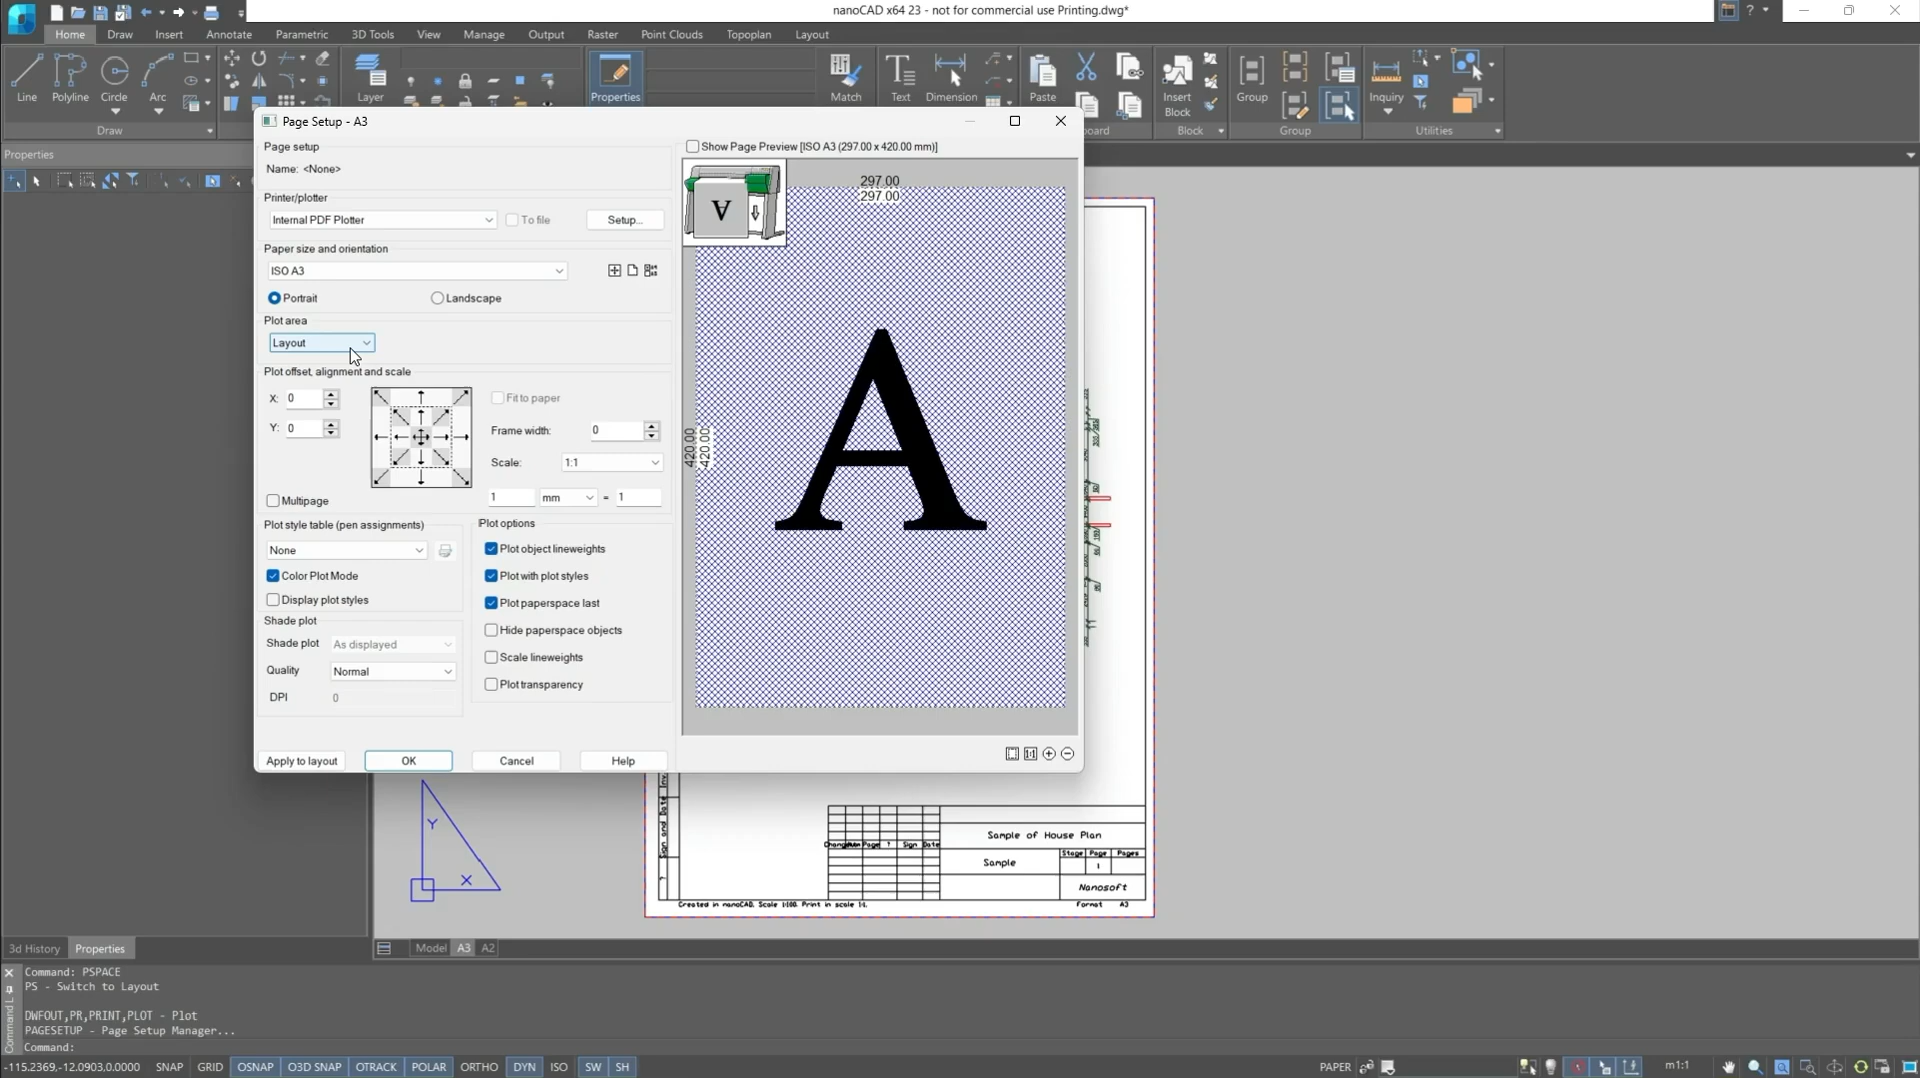 nanoCAD x64 23 - not for commercial use Printing.dwg*
Home Draw Insert Annotate Parametric 3D Tools View Manage Output Raster Point Clouds Topoplan Layout
Line Polyline Circle Arc Layer Properties Match Text Dimension Paste Insert Block Group Inquiry
Draw Block Group Utilities
Properties
Page Setup - A3
Page setup
Name: <None>
Printer/plotter
Internal PDF Plotter To file Setup...
Paper size and orientation
ISO A3
Portrait Landscape
Plot area
Layout
Plot offset, alignment and scale
X: 0 Fit to paper
Y: 0 Frame width: 0
Scale: 1:1
Multipage 1 mm = 1
Plot style table (pen assignments) Plot options
None Plot object lineweights
Color Plot Mode Plot with plot styles
Display plot styles Plot paperspace last
Shade plot
Shade plot As displayed Hide paperspace objects
Quality Normal Scale lineweights
DPI 0 Plot transparency
Apply to layout OK Cancel Help
Show Page Preview [ISO A3 (297.00 x 420.00 mm)]
A
297.00
297.00
420.00
420.00
A
Y
X
Sign and Date
Page ? Sign Date
Sample of House Plan
Sample
Stage Page Pages
1
Nanosoft
Created in nanoCAD. Scale 1:100. Print in scale 1:1. Format A3
3d History Properties Model A3 A2
Command: PSPACE
PS - Switch to Layout
DWFOUT,PR,PRINT,PLOT - Plot
PAGESETUP - Page Setup Manager...
Command:
-115.2369,-12.0903,0.0000 SNAP GRID OSNAP O3D SNAP OTRACK POLAR ORTHO DYN ISO SW SH PAPER m1:1